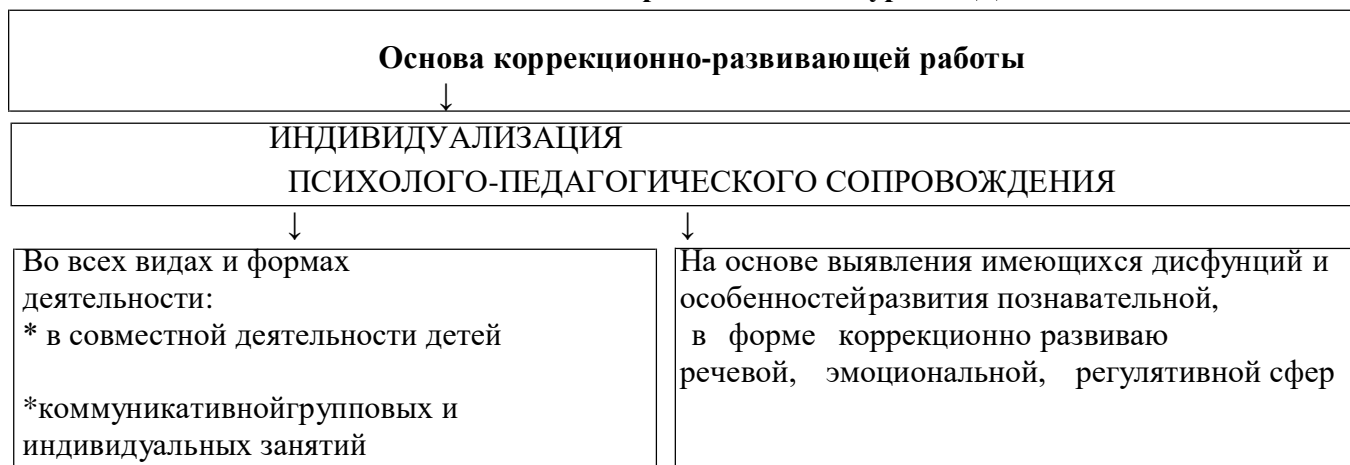 Основа коррекционно-развивающей работы
↓
ИНДИВИДУАЛИЗАЦИЯ
ПСИХОЛОГО-ПЕДАГОГИЧЕСКОГО СОПРОВОЖДЕНИЯ
↓ ↓
Во всех видах и формах
деятельности:
* в совместной деятельности детей
*коммуникативнойгрупповых и
индивидуальных занятий
На основе выявления имеющихся дисфунций и
особенностейразвития познавательной,
в форме коррекционно развиваю
речевой, эмоциональной, регулятивной сфер